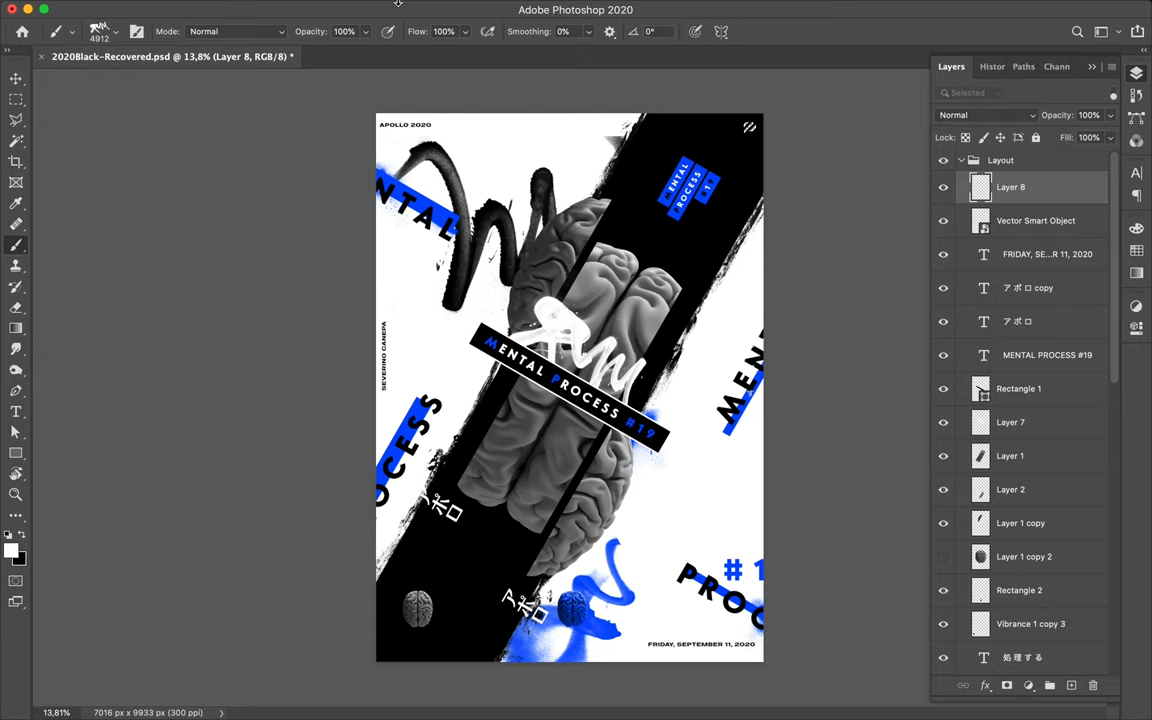 Adobe Photoshop 2020
4912
Mode: Normal
Opacity: 100%
Flow: 100%
Smoothing: 0%
0°
2020Black-Recovered.psd @ 13,8% (Layer 8, RGB/8) *
Layers
Histor
Paths
Chann
Selected
Normal
Opacity: 100%
Lock:
Fill: 100%
Layout
Layer 8
Vector Smart Object
FRIDAY, SE...R 11, 2020
アポロ copy
アポロ
MENTAL PROCESS #19
Rectangle 1
Layer 7
Layer 1
Layer 2
Layer 1 copy
Layer 1 copy 2
Rectangle 2
Vibrance 1 copy 3
処理する
fx
APOLLO 2020
NTAL
MENTAL
PROCESS
#19
SEVERINO CANEPA
MENTAL PROCESS #19
MEN
OCESS
アポロ
アポロ
# 1
PROC
FRIDAY, SEPTEMBER 11, 2020
13,81%
7016 px x 9933 px (300 ppi)